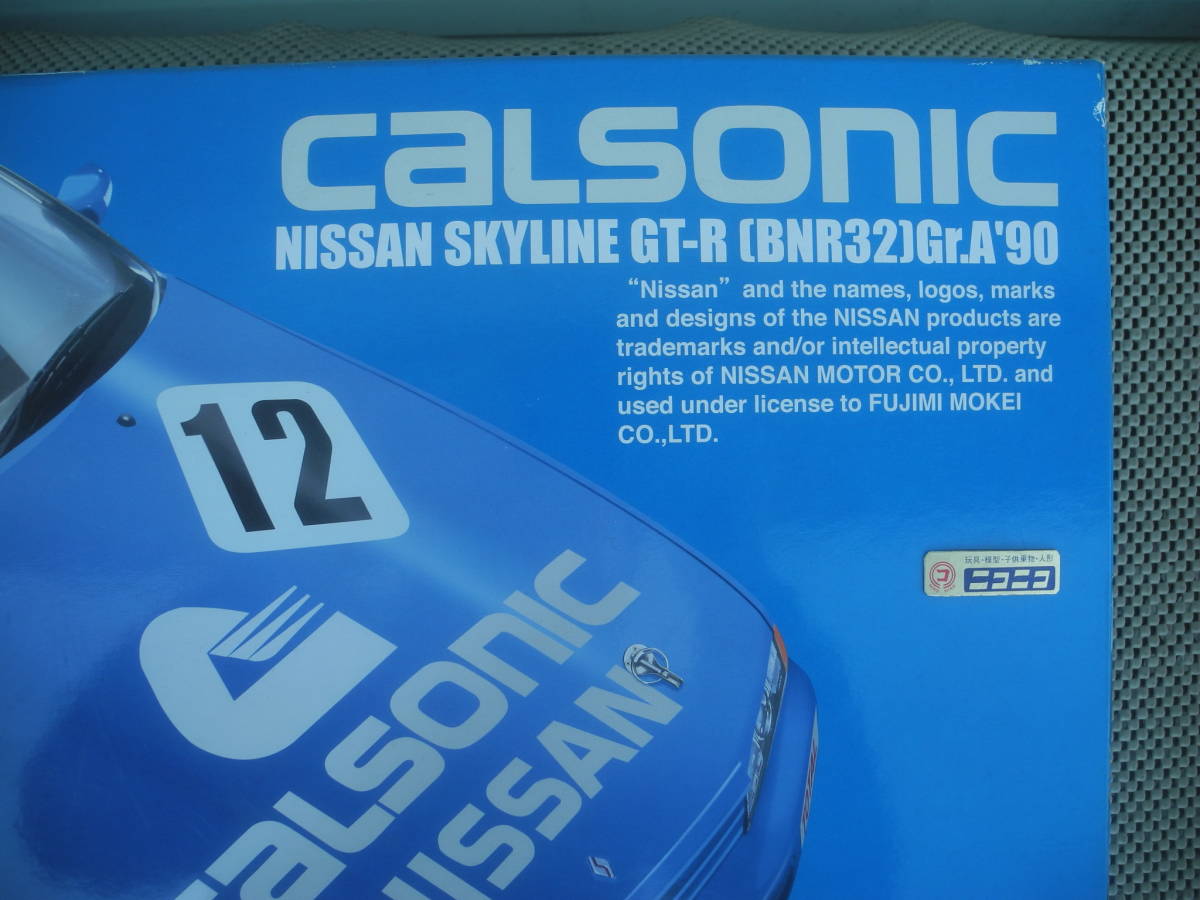 CALSONIC
NISSAN SKYLINE GT-R (BNR32)Gr.A'90
“Nissan” and the names, logos, marks
and designs of the NISSAN products are
trademarks and/or intellectual property
rights of NISSAN MOTOR CO., LTD. and
used under license to FUJIMI MOKEI
CO.,LTD.
12
玩具・模型・子供乗物・人形
コ ニコニコ
CALSONIC
NISSAN